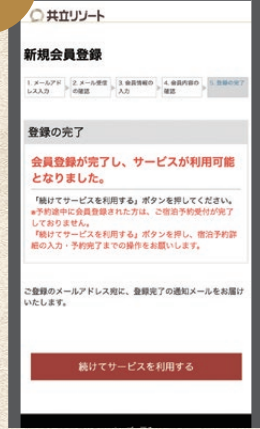 共立リゾート
新規会員登録
1. メールアド
レス入力
2. メール受信
の確認
3. 会員情報の
入力
4. 会員内容の
確認
5. 登録の完了
登録の完了
会員登録が完了し、サービスが利用可能
となりました。
「続けてサービスを利用する」ボタンを押してください。
※予約途中に会員登録された方は、ご宿泊予約受付が完了
しておりません。
「続けてサービスを利用する」ボタンを押し、宿泊予約詳
細の入力・予約完了までの操作をお願いします。
ご登録のメールアドレス宛に、登録完了の通知メールをお届け
いたします。
続けてサービスを利用する